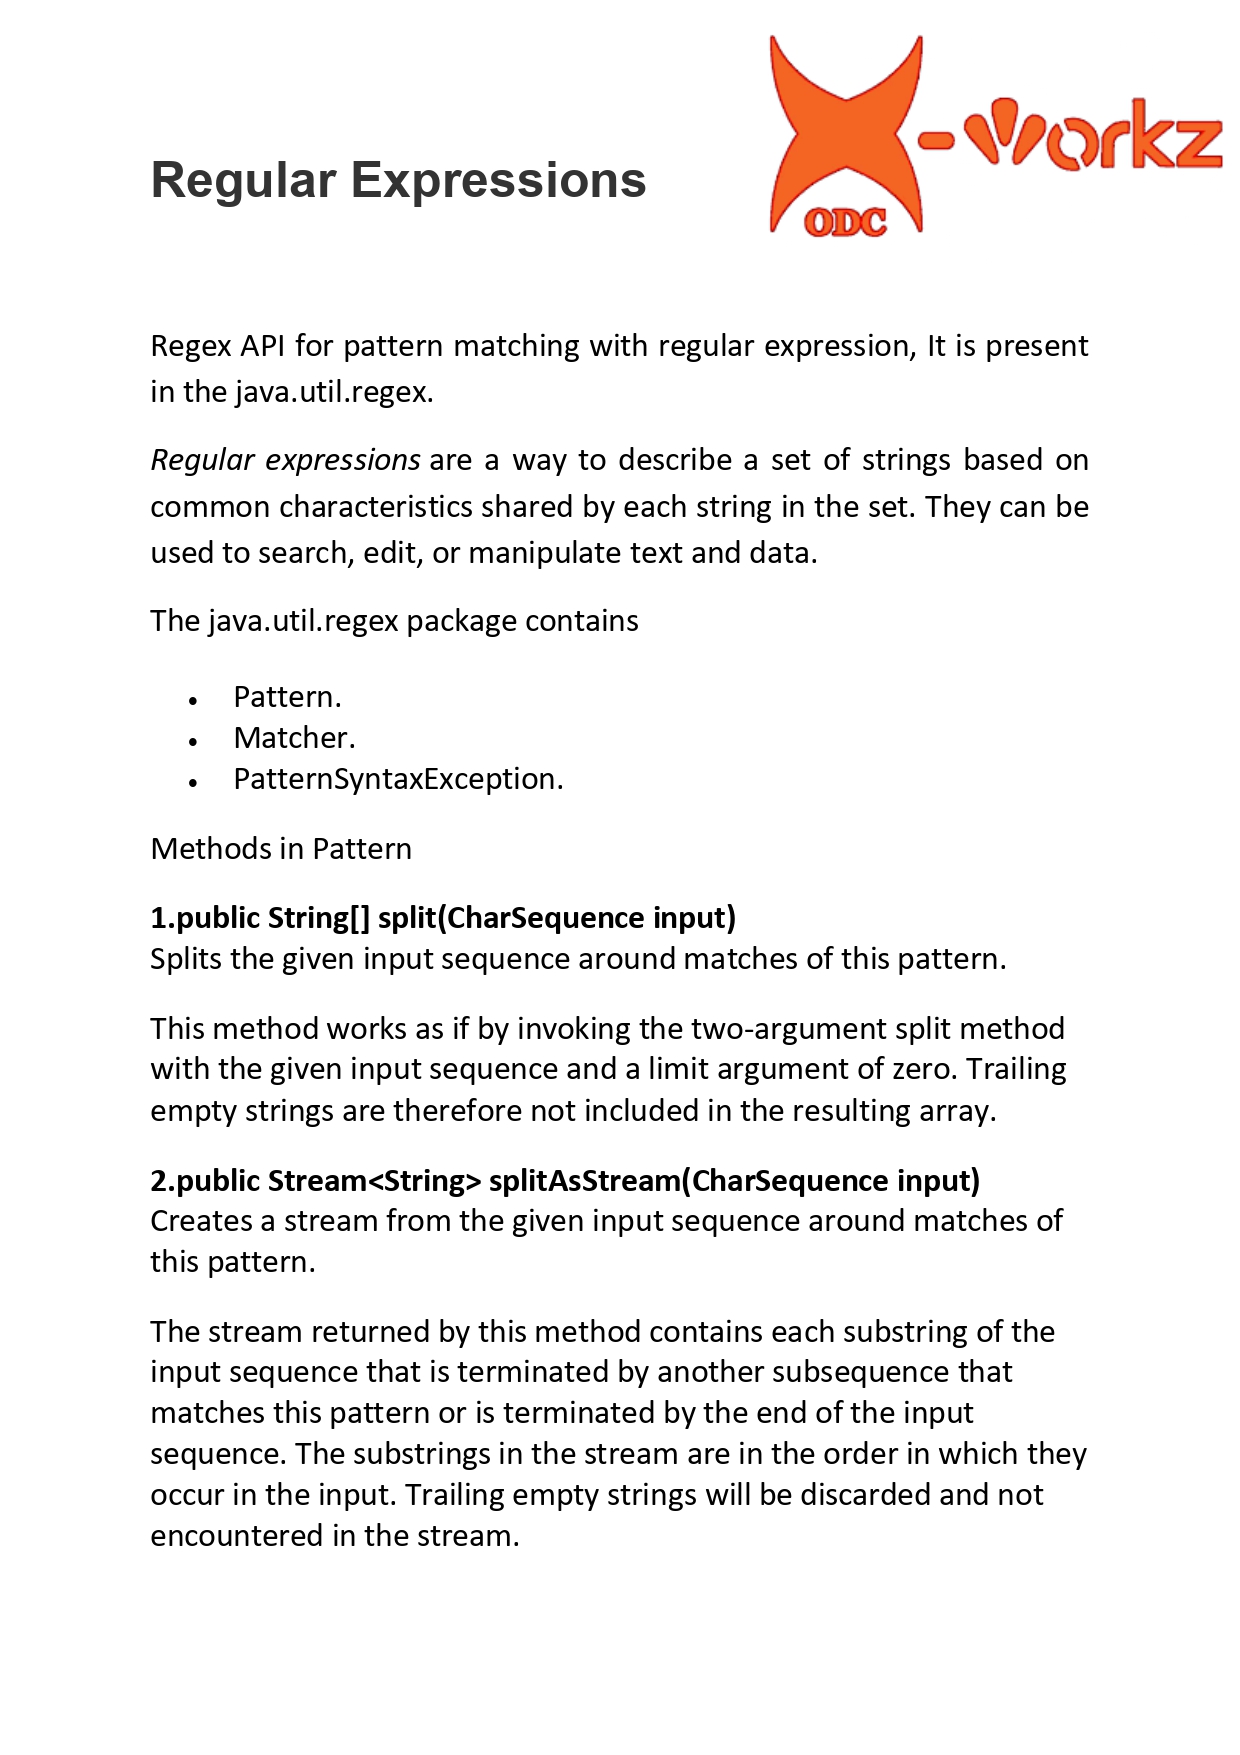 X-Workz
ODC
Regular Expressions
Regex API for pattern matching with regular expression, It is present
in the java.util.regex.
Regular expressions are a way to describe a set of strings based on
common characteristics shared by each string in the set. They can be
used to search, edit, or manipulate text and data.
The java.util.regex package contains
• Pattern.
• Matcher.
• PatternSyntaxException.
Methods in Pattern
1.public String[] split(CharSequence input)
Splits the given input sequence around matches of this pattern.
This method works as if by invoking the two-argument split method
with the given input sequence and a limit argument of zero. Trailing
empty strings are therefore not included in the resulting array.
2.public Stream<String> splitAsStream(CharSequence input)
Creates a stream from the given input sequence around matches of
this pattern.
The stream returned by this method contains each substring of the
input sequence that is terminated by another subsequence that
matches this pattern or is terminated by the end of the input
sequence. The substrings in the stream are in the order in which they
occur in the input. Trailing empty strings will be discarded and not
encountered in the stream.